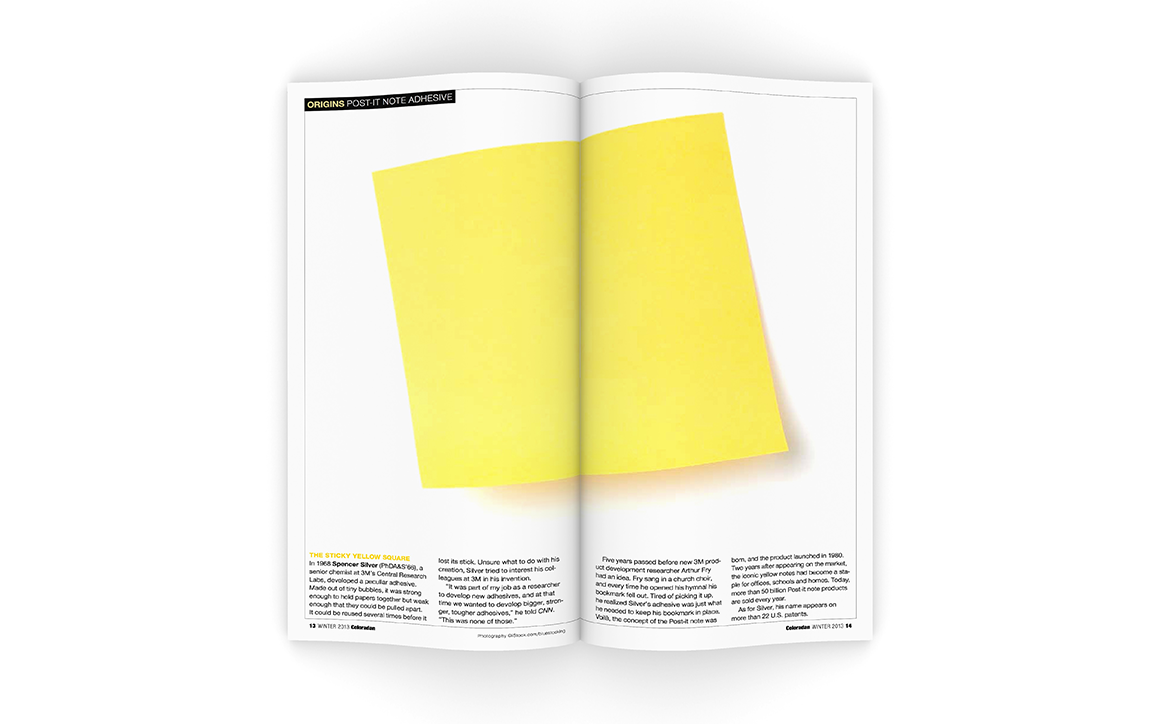 ORIGINS POST-IT NOTE ADHESIVE
THE STICKY YELLOW SQUARE
In 1968 Spencer Silver (PhDA&S'66), a
senior chemist at 3M's Central Research
Labs, developed a peculiar adhesive.
Made out of tiny bubbles, it was strong
enough to hold papers together but weak
enough that they could be pulled apart.
It could be reused several times before it
lost its stick. Unsure what to do with his
creation, Silver tried to interest his col-
leagues at 3M in his invention.
"It was part of my job as a researcher
to develop new adhesives, and at that
time we wanted to develop bigger, stron-
ger, tougher adhesives," he told CNN.
"This was none of those."
Five years passed before new 3M prod-
uct development researcher Arthur Fry
had an idea. Fry sang in a church choir,
and every time he opened his hymnal his
bookmark fell out. Tired of picking it up,
he realized Silver's adhesive was just what
he needed to keep his bookmark in place.
Voilà, the concept of the Post-it note was
born, and the product launched in 1980.
Two years after appearing on the market,
the iconic yellow notes had become a sta-
ple for offices, schools and homes. Today,
more than 50 billion Post-it note products
are sold every year.
As for Silver, his name appears on
more than 22 U.S. patents.
13 WINTER 2013 Coloradan
Photography ©iStock.com/
Coloradan WINTER 2013 14